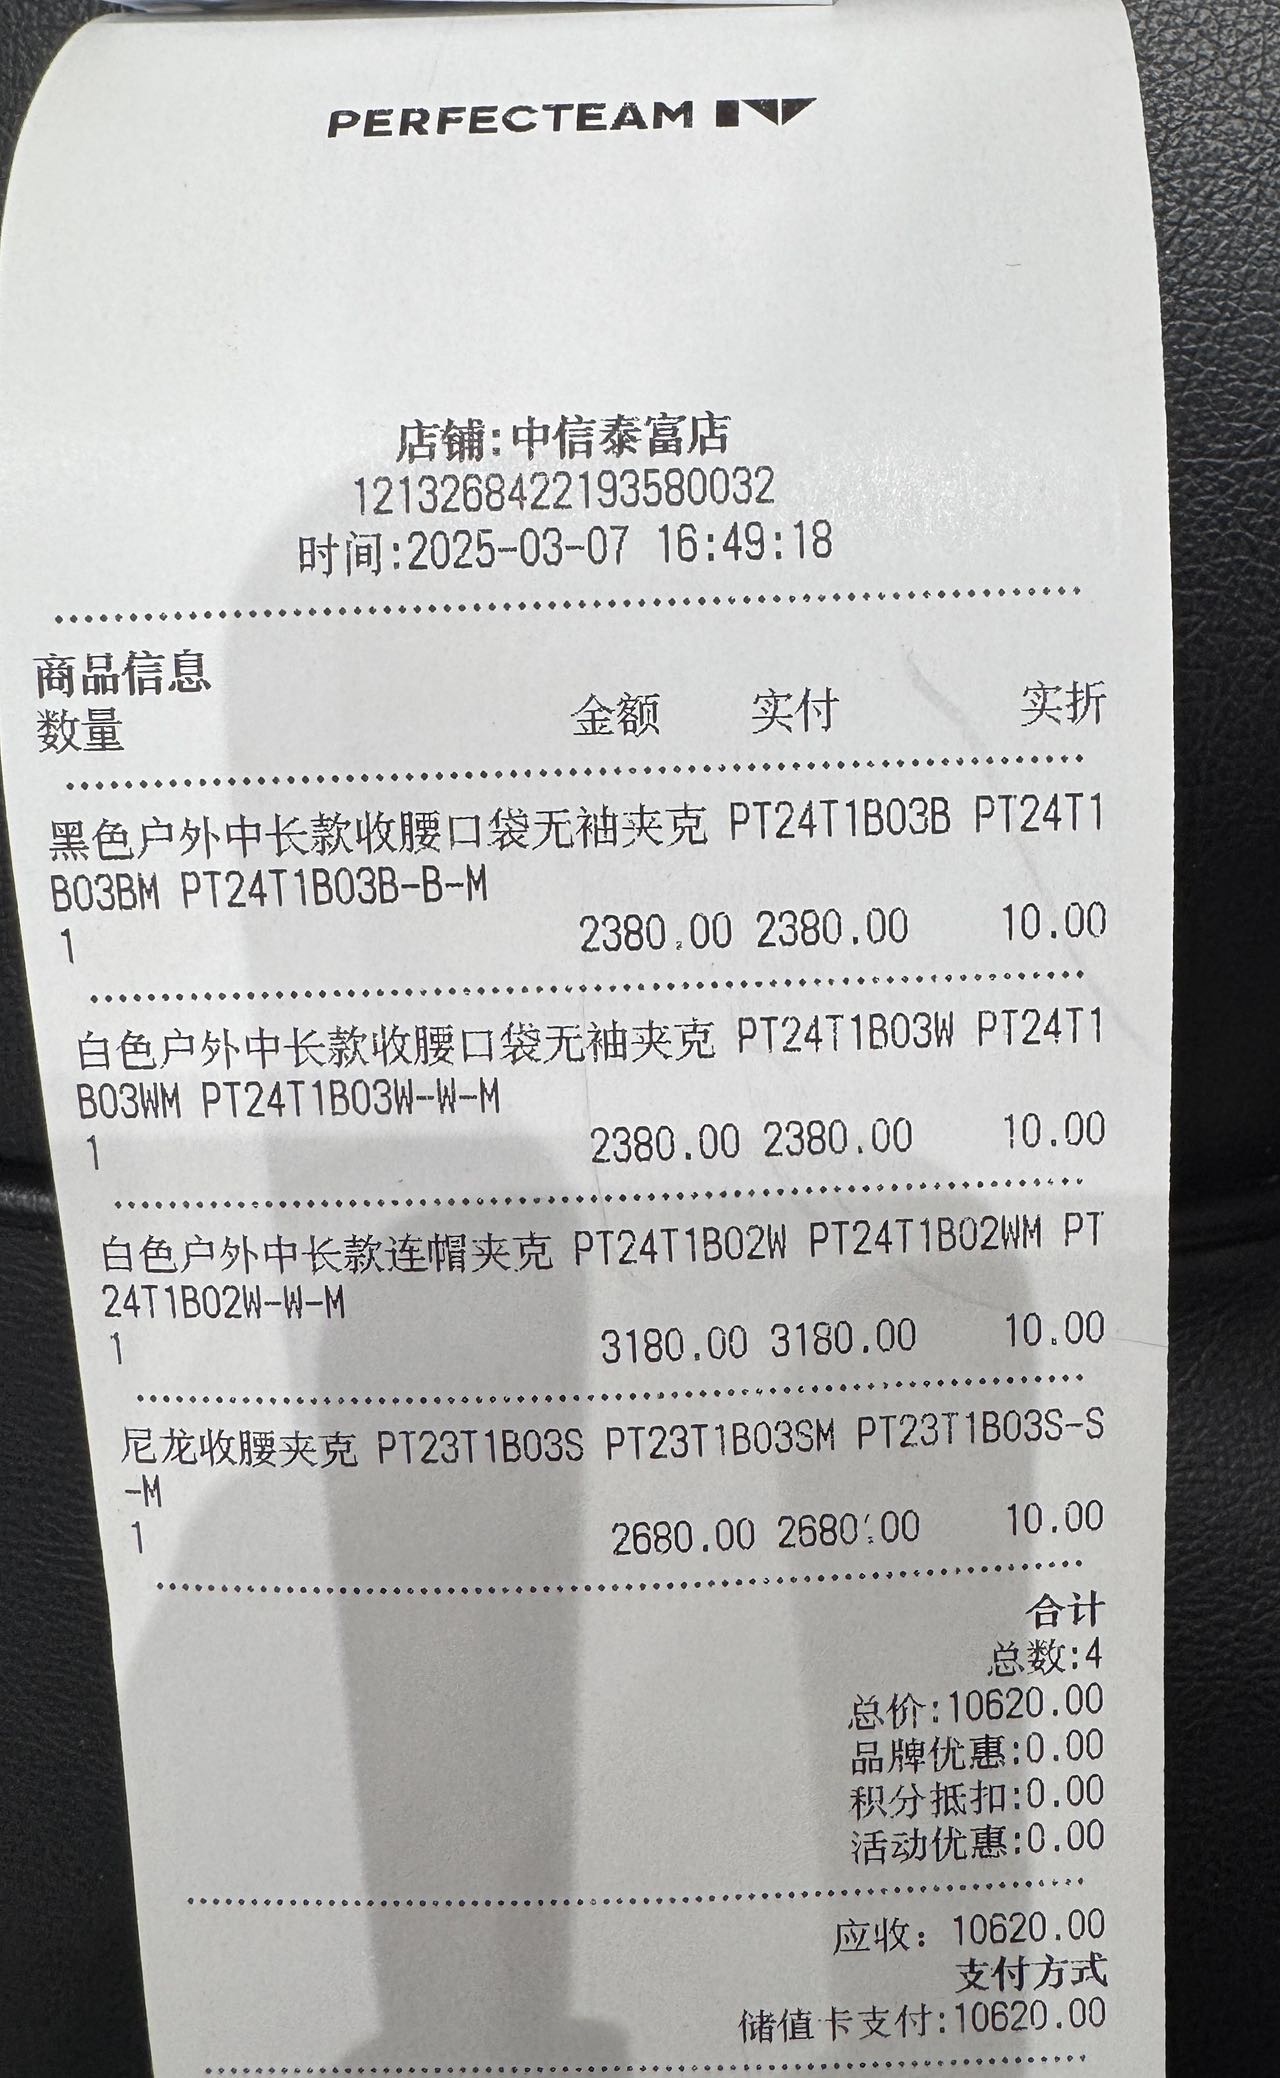 PERFECTEAM
店铺:中信泰富店
1213268422193580032
时间:2025-03-07 16:49:18
商品信息
数量 金额 实付 实折
黑色户外中长款收腰口袋无袖夹克 PT24T1B03B PT24T1
B03BM PT24T1B03B-B-M
1 2380.00 2380.00 10.00
白色户外中长款收腰口袋无袖夹克 PT24T1B03W PT24T1
B03WM PT24T1B03W-W-M
1 2380.00 2380.00 10.00
白色户外中长款连帽夹克 PT24T1B02W PT24T1B02WM PT
24T1B02W-W-M
1 3180.00 3180.00 10.00
尼龙收腰夹克 PT23T1B03S PT23T1B03SM PT23T1B03S-S
-M
1 2680.00 2680.00 10.00
合计
总数:4
总价:10620.00
品牌优惠:0.00
积分抵扣:0.00
活动优惠:0.00
应收: 10620.00
支付方式
储值卡支付:10620.00